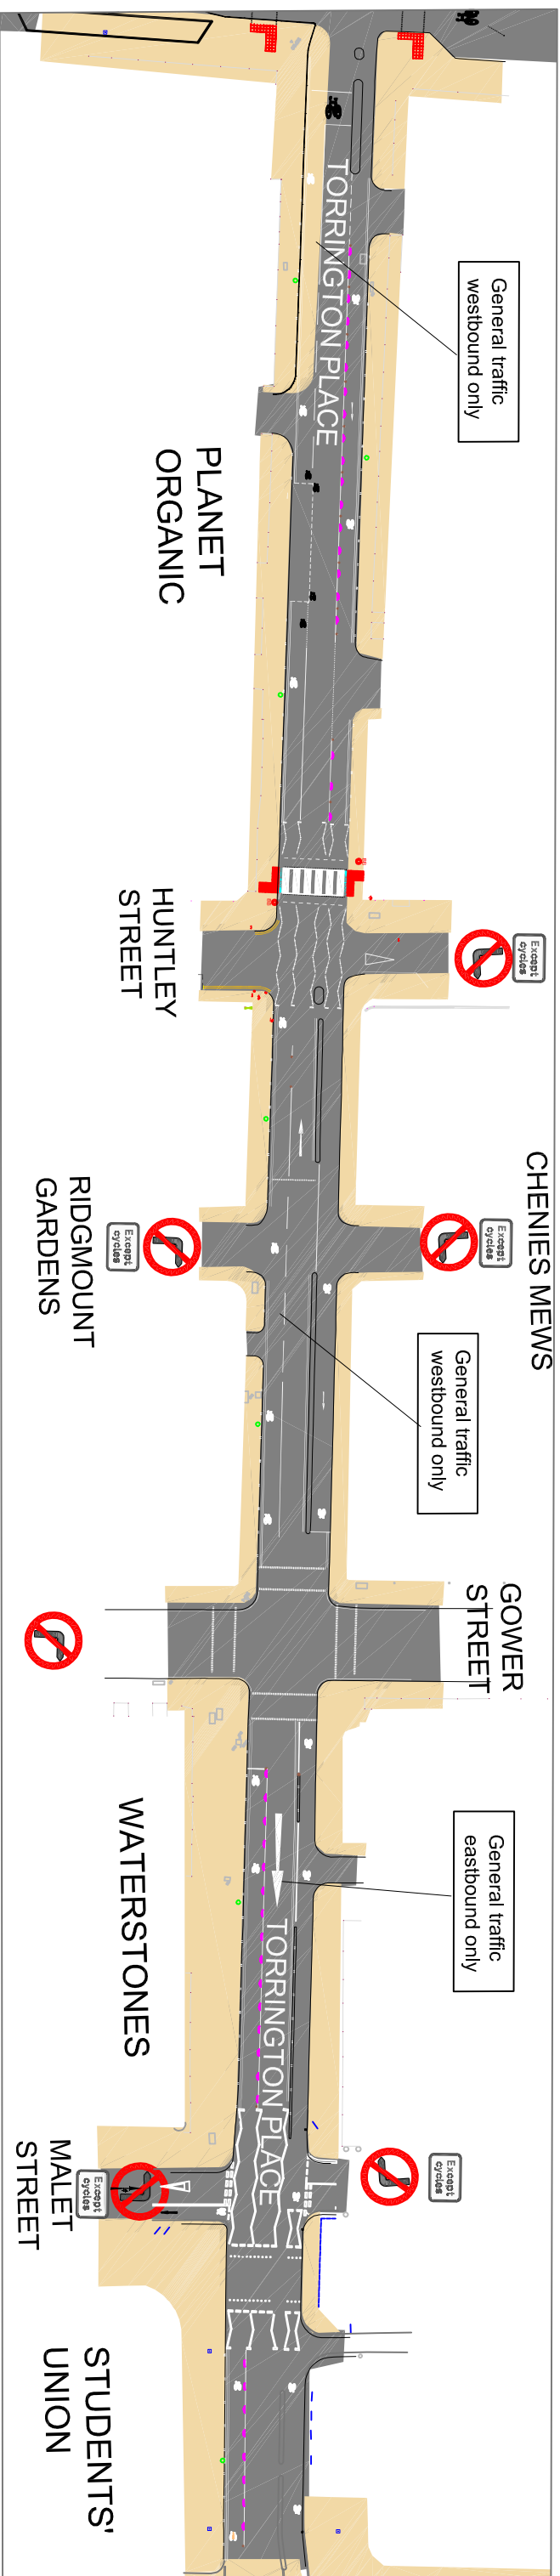 General traffic
westbound only
TORRINGTON PLACE
PLANET
ORGANIC
HUNTLEY
STREET
Except
cycles
CHENIES MEWS
Except
cycles
RIDGMOUNT
GARDENS
Except
cycles
General traffic
westbound only
GOWER
STREET
General traffic
eastbound only
WATERSTONES
TORRINGTON PLACE
Except
cycles
MALET
STREET
Except
cycles
STUDENTS'
UNION